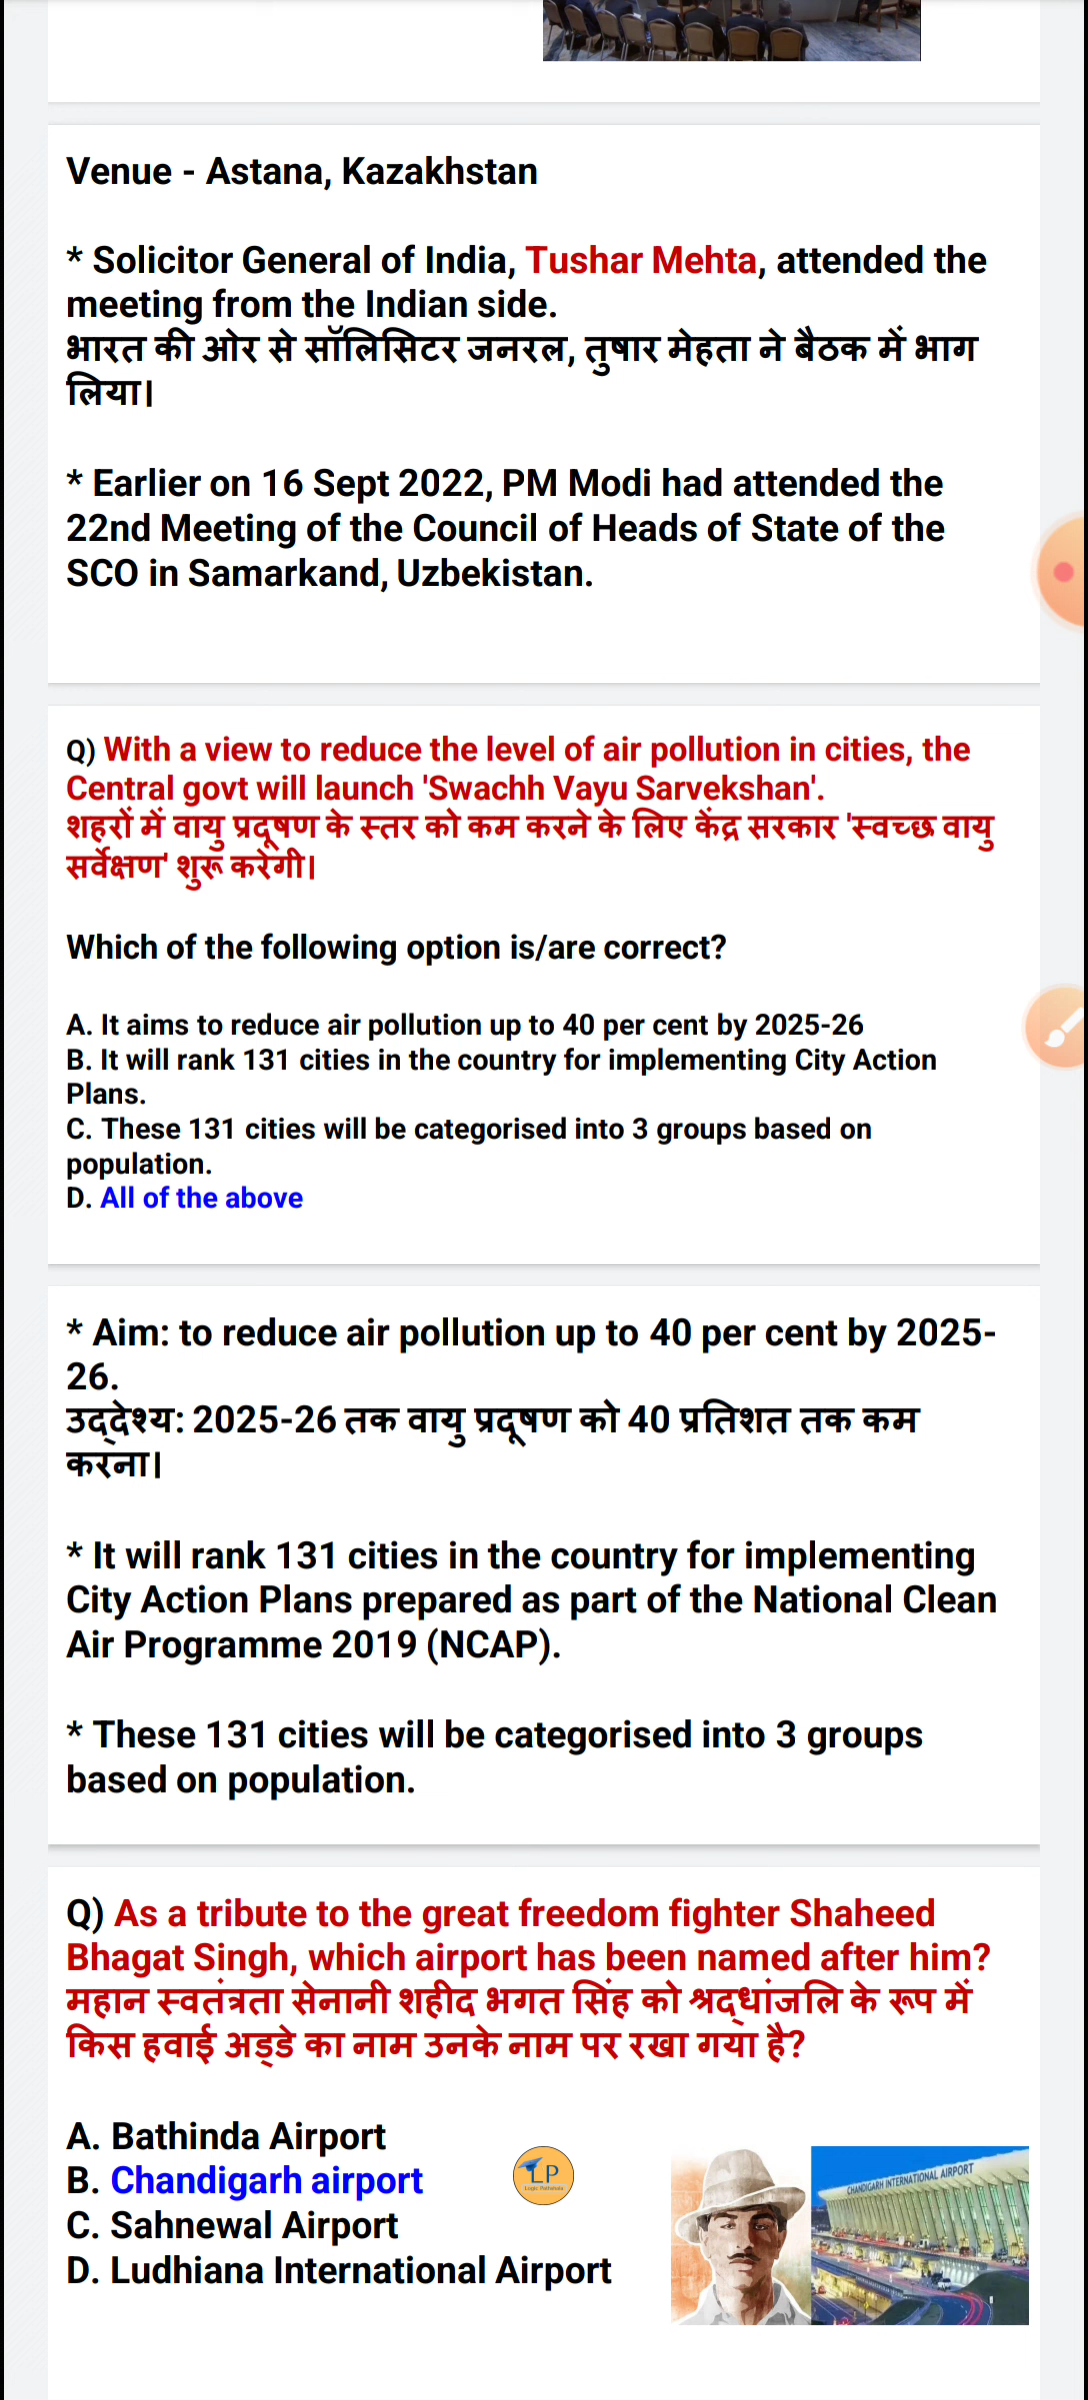 Venue - Astana, Kazakhstan
* Solicitor General of India, Tushar Mehta, attended the
meeting from the Indian side.
भारत की ओर से सॉलिसिटर जनरल, तुषार मेहता ने बैठक में भाग
लिया।
* Earlier on 16 Sept 2022, PM Modi had attended the
22nd Meeting of the Council of Heads of State of the
SCO in Samarkand, Uzbekistan.
Q) With a view to reduce the level of air pollution in cities, the
Central govt will launch 'Swachh Vayu Sarvekshan'.
शहरों में वायु प्रदूषण के स्तर को कम करने के लिए केंद्र सरकार 'स्वच्छ वायु
सर्वेक्षण' शुरू करेगी।
Which of the following option is/are correct?
A. It aims to reduce air pollution up to 40 per cent by 2025-26
B. It will rank 131 cities in the country for implementing City Action
Plans.
C. These 131 cities will be categorised into 3 groups based on
population.
D. All of the above
* Aim: to reduce air pollution up to 40 per cent by 2025-
26.
उद्देश्य: 2025-26 तक वायु प्रदूषण को 40 प्रतिशत तक कम
करना।
* It will rank 131 cities in the country for implementing
City Action Plans prepared as part of the National Clean
Air Programme 2019 (NCAP).
* These 131 cities will be categorised into 3 groups
based on population.
Q) As a tribute to the great freedom fighter Shaheed
Bhagat Singh, which airport has been named after him?
महान स्वतंत्रता सेनानी शहीद भगत सिंह को श्रद्धांजलि के रूप में
किस हवाई अड्डे का नाम उनके नाम पर रखा गया है?
A. Bathinda Airport
B. Chandigarh airport
C. Sahnewal Airport
D. Ludhiana International Airport
LP
CHANDIGARH INTERNATIONAL AIRPORT